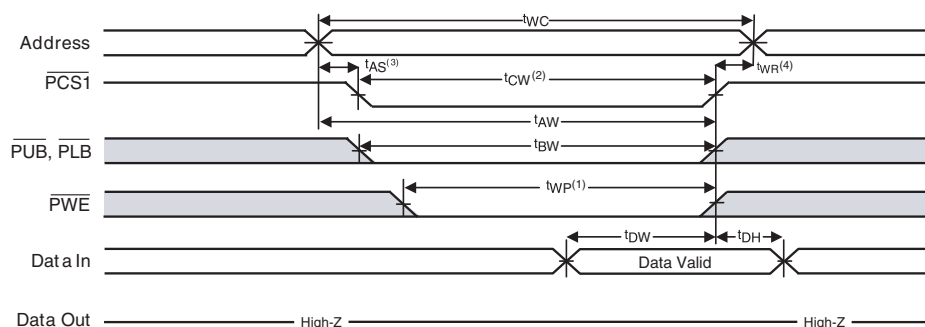 tWC
Address
tAS(3)
tCW(2)
tWR(4)
PCS1
tAW
PUB, PLB
tBW
PWE
tWP(1)
tDW
tDH
Data In
Data Valid
Data Out
High-Z
High-Z